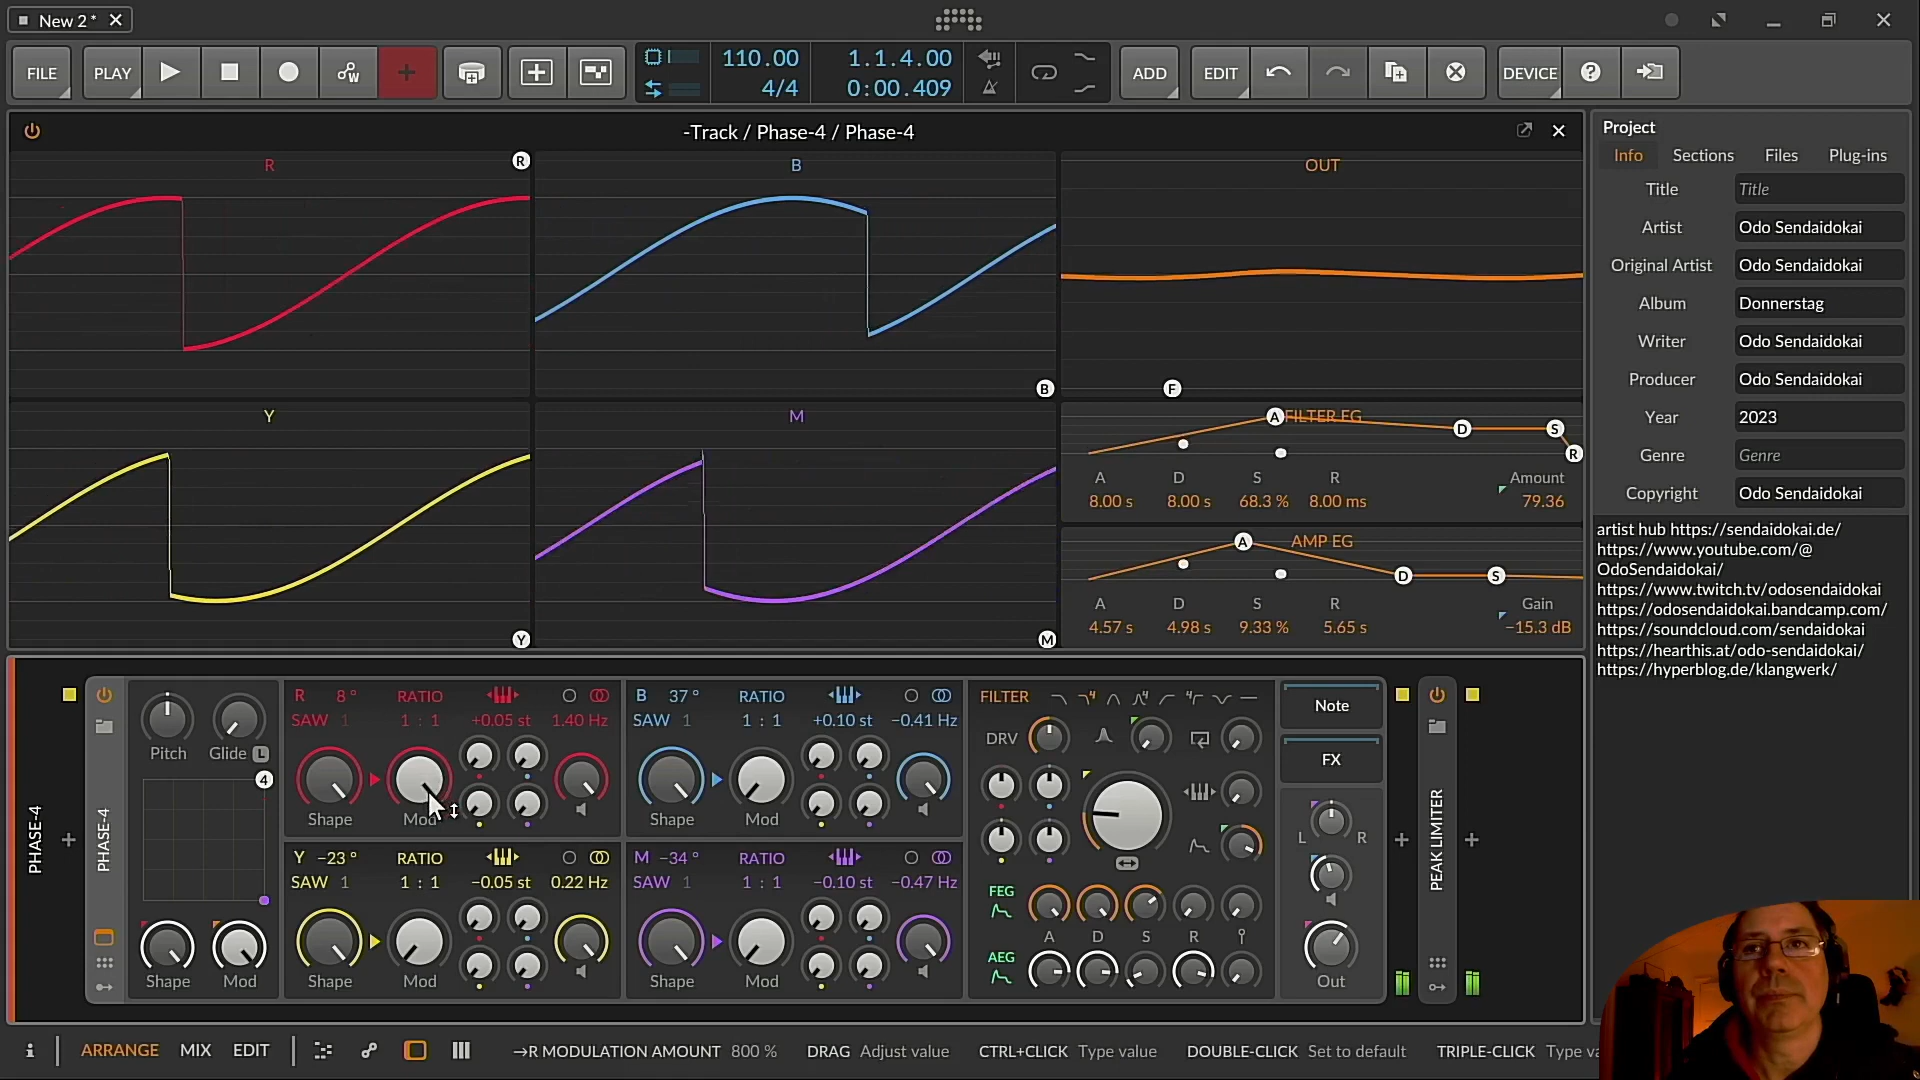 New 2 *
FILE
PLAY
110.00
4/4
1.1.4.00
0:00.409
ADD
EDIT
DEVICE
-Track / Phase-4 / Phase-4
R
R
B
B
OUT
F
Y
Y
M
M
FILTER EG
A
D
S
R
A D S R Amount
8.00 s 8.00 s 68.3 % 8.00 ms 79.36
AMP EG
A
D
S
A D S R Gain
4.57 s 4.98 s 9.33 % 5.65 s −15.3 dB
Project
Info Sections Files Plug-ins
Title Title
Artist Odo Sendaidokai
Original Artist Odo Sendaidokai
Album Donnerstag
Writer Odo Sendaidokai
Producer Odo Sendaidokai
Year 2023
Genre Genre
Copyright Odo Sendaidokai
artist hub https://sendaidokai.de/
https://www.youtube.com/@
OdoSendaidokai/
https://www.twitch.tv/odosendaidokai
https://odosendaidokai.bandcamp.com/
https://soundcloud.com/sendaidokai
https://hearthis.at/odo-sendaidokai/
https://hyperblog.de/klangwerk/
PHASE-4
PHASE-4
Pitch Glide L
4
Shape Mod
R 8 ° RATIO
SAW 1 1 : 1 +0.05 st 1.40 Hz
Shape Mod
B 37 ° RATIO
SAW 1 1 : 1 +0.10 st −0.41 Hz
Shape Mod
Y −23 ° RATIO
SAW 1 1 : 1 −0.05 st 0.22 Hz
Shape Mod
M −34 ° RATIO
SAW 1 1 : 1 −0.10 st −0.47 Hz
Shape Mod
FILTER
DRV
FEG
A D S R
AEG
Note
FX
L R
Out
PEAK LIMITER
ARRANGE MIX EDIT
→R MODULATION AMOUNT 800 % DRAG Adjust value CTRL+CLICK Type value DOUBLE-CLICK Set to default TRIPLE-CLICK Type